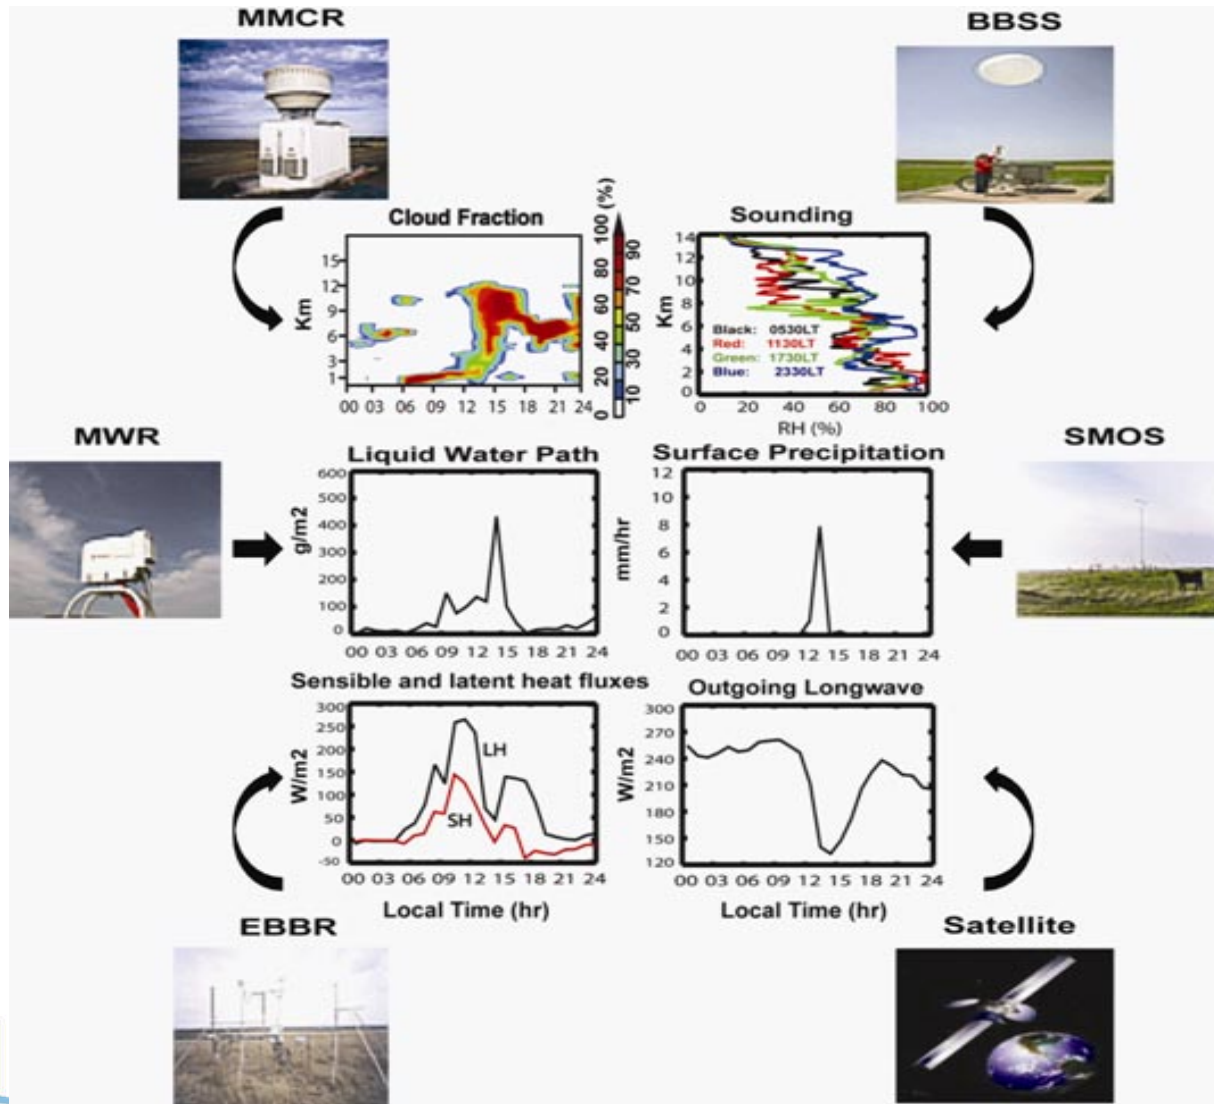 MMCR
BBSS
Cloud Fraction
Km
15
12
9
6
3
1
00 03 06 09 12 15 18 21 24
0 10 20 30 40 50 60 70 80 90 100 (%)
Sounding
Km
14
12
10
8
6
4
2
0
Black: 0530LT
Red: 1130LT
Green: 1730LT
Blue: 2330LT
0 20 40 60 80 100
RH (%)
MWR
SMOS
Liquid Water Path
g/m2
600
500
400
300
200
100
0
00 03 06 09 12 15 18 21 24
Surface Precipitation
mm/hr
12
10
8
6
4
2
0
00 03 06 09 12 15 18 21 24
Sensible and latent heat fluxes
W/m2
300
250
200
150
100
50
0
-50
LH
SH
00 03 06 09 12 15 18 21 24
Local Time (hr)
Outgoing Longwave
W/m2
300
270
240
210
180
150
120
00 03 06 09 12 15 18 21 24
Local Time (hr)
EBBR
Satellite